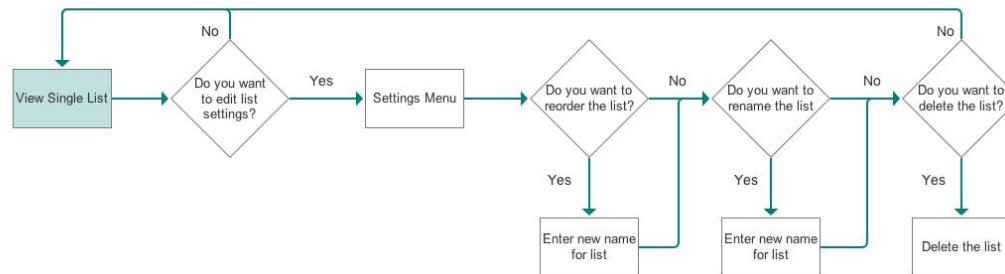 No
No
View Single List
Do you want
to edit list
settings?
Yes
Settings Menu
Do you want to
reorder the list?
No
Do you want to
rename the list
No
Do you want to
delete the list?
Yes
Yes
Yes
Enter new name
for list
Enter new name
for list
Delete the list